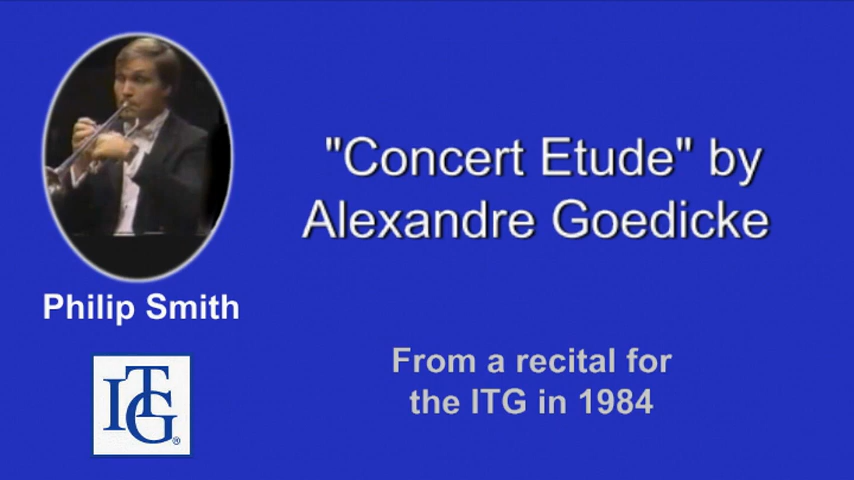 "Concert Etude" by
Alexandre Goedicke
Philip Smith
From a recital for
the ITG in 1984
ITG®